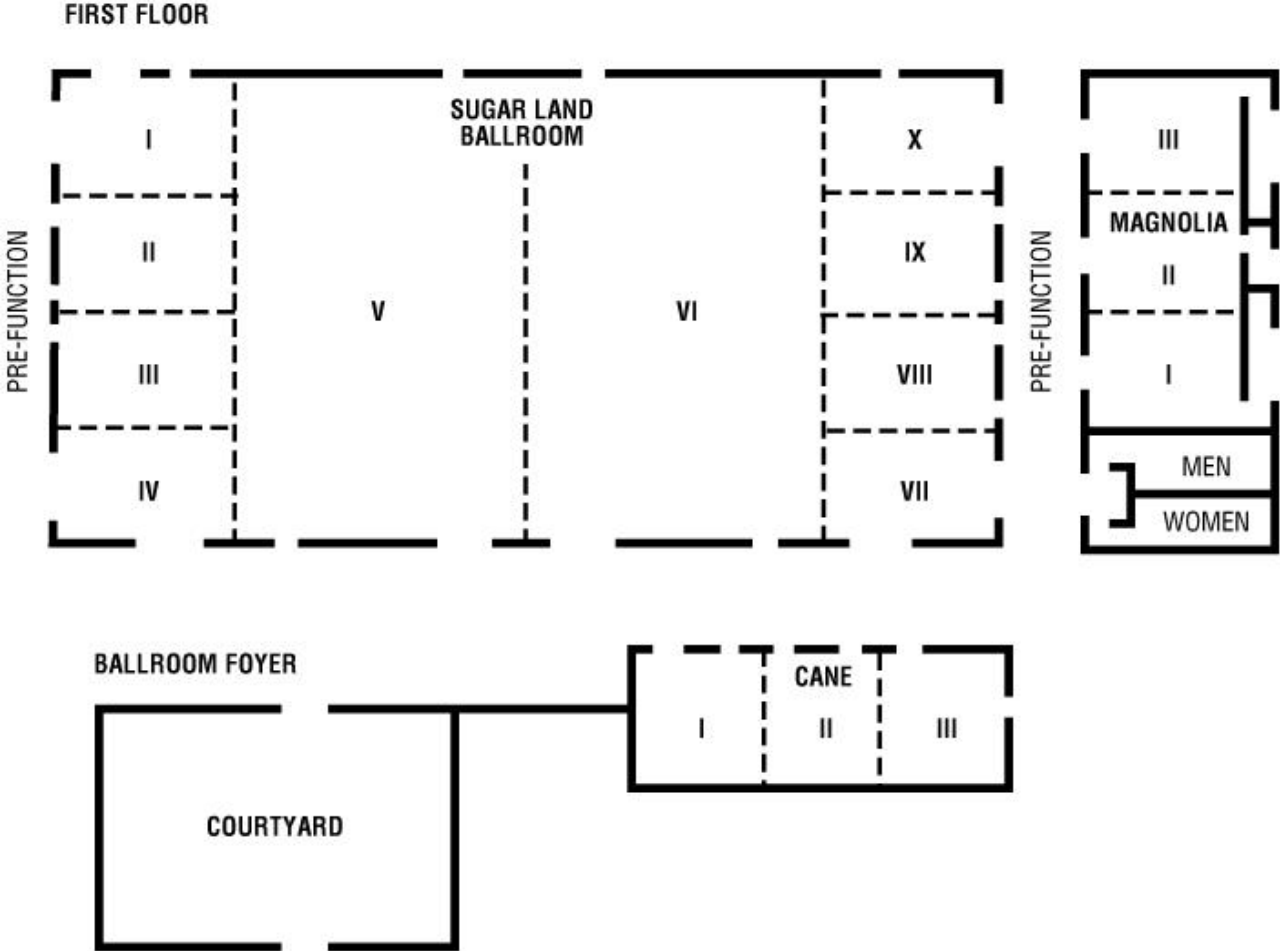 FIRST FLOOR
SUGAR LAND
BALLROOM
I
X
III
MAGNOLIA
II
IX
II
PRE-FUNCTION
V
VI
PRE-FUNCTION
III
VIII
I
IV
VII
MEN
WOMEN
BALLROOM FOYER
CANE
I
II
III
COURTYARD